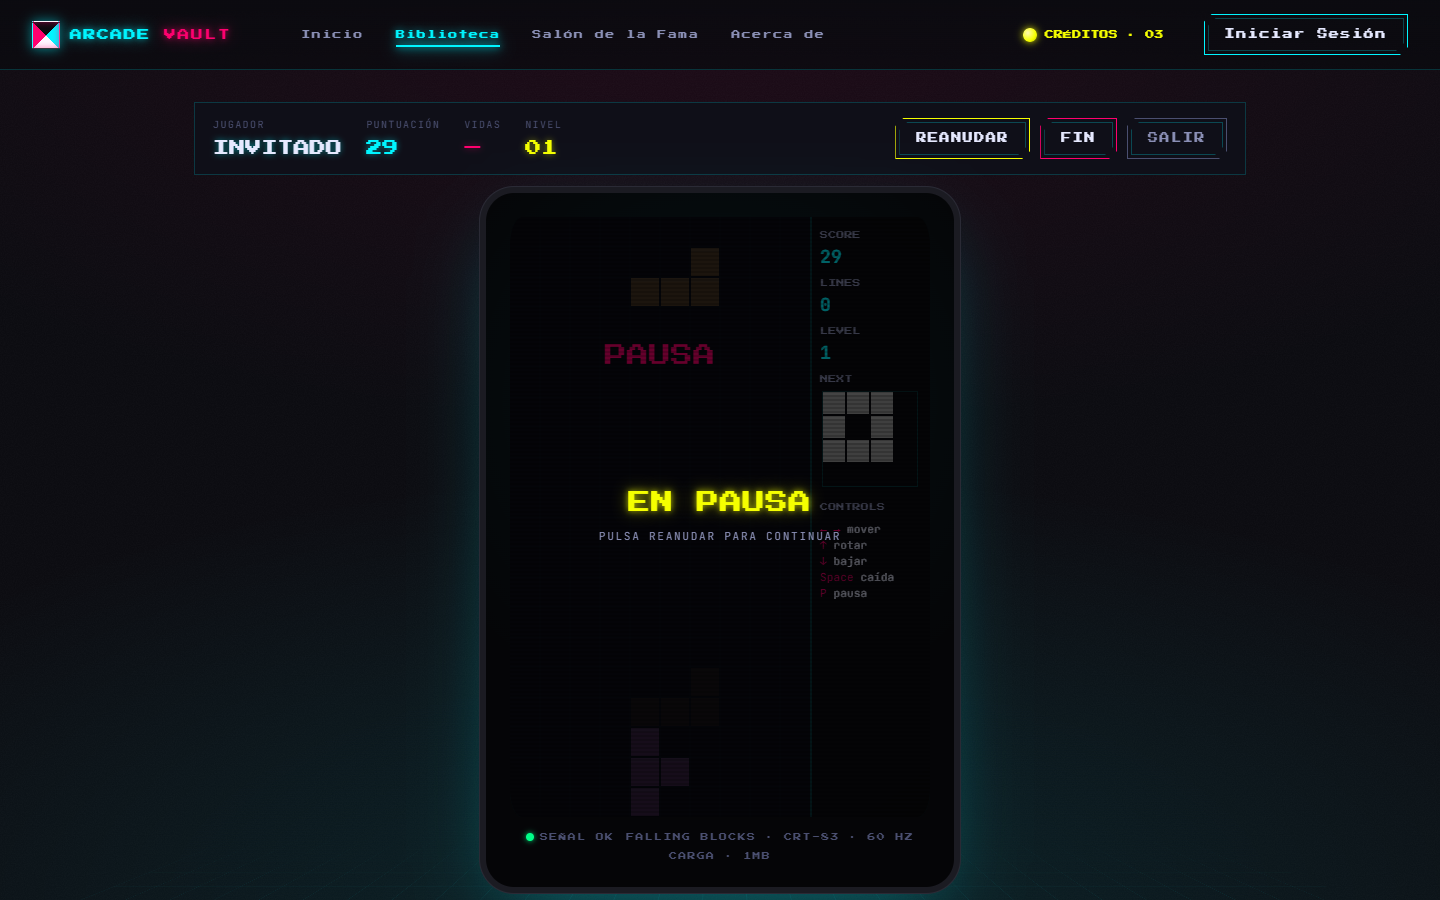 ARCADE VAULT
Inicio
Biblioteca
Salón de la Fama
Acerca de
CRéDITOS · 03
Iniciar Sesión
JUGADOR
INVITADO
PUNTUACIÓN
29
VIDAS
—
NIVEL
01
REANUDAR
FIN
SALIR
SCORE
29
LINES
0
LEVEL
1
NEXT
PAUSA
EN PAUSA
PULSA REANUDAR PARA CONTINUAR
CONTROLS
← → mover
↑ rotar
↓ bajar
Space caída
P pausa
SEÑAL OK
FALLING BLOCKS · CRT-83 · 60 HZ
CARGA · 1MB